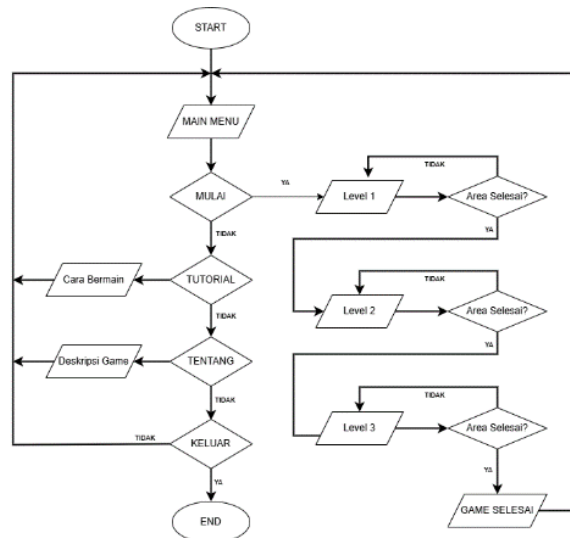 START
MAIN MENU
MULAI
YA
Level 1
TIDAK
Area Selesai?
YA
TIDAK
Cara Bermain
TUTORIAL
TIDAK
Level 2
TIDAK
Area Selesai?
YA
Deskripsi Game
TENTANG
TIDAK
Level 3
TIDAK
Area Selesai?
YA
TIDAK
KELUAR
YA
GAME SELESAI
END